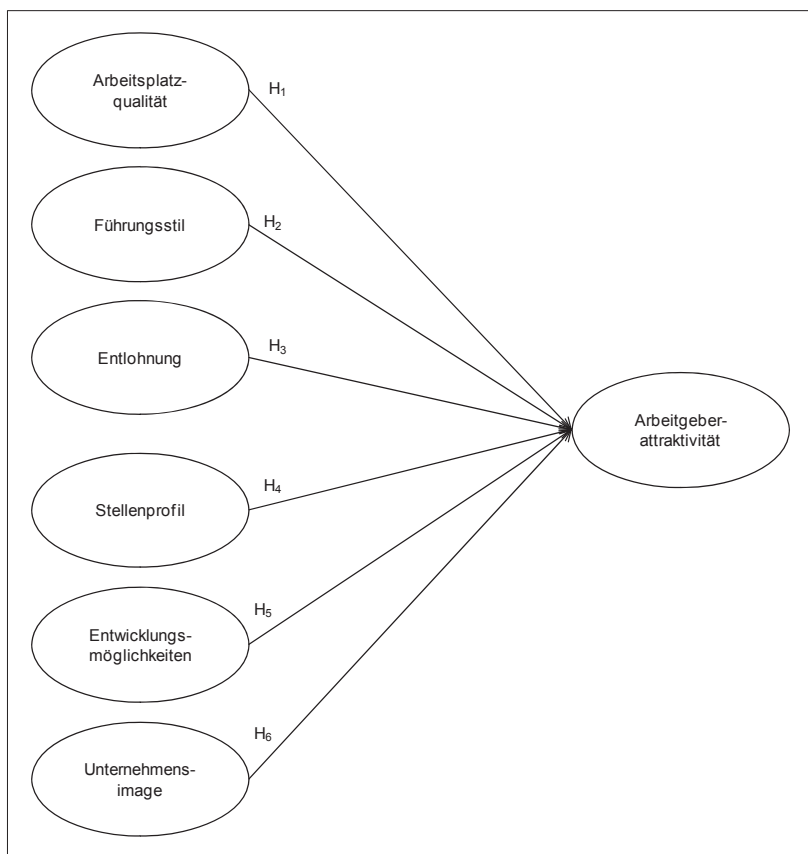 Arbeitsplatz-
qualität
H₁
Führungsstil
H₂
Entlohnung
H₃
Arbeitgeber-
attraktivität
Stellenprofil
H₄
Entwicklungs-
möglichkeiten
H₅
Unternehmens-
image
H₆